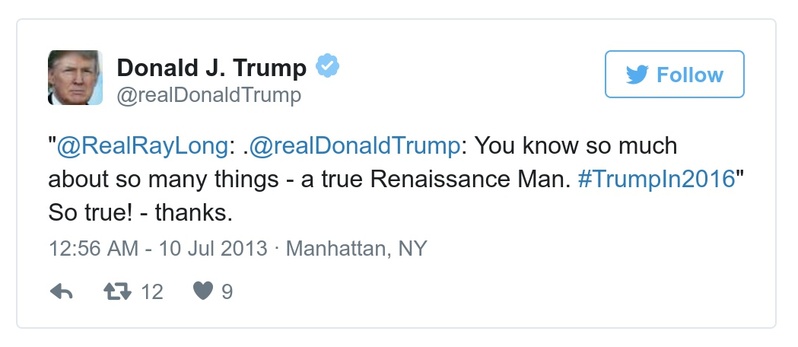 Donald J. Trump
@realDonaldTrump
Follow
"@RealRayLong: .@realDonaldTrump: You know so much
about so many things - a true Renaissance Man. #TrumpIn2016"
So true! - thanks.
12:56 AM - 10 Jul 2013 · Manhattan, NY
12 9